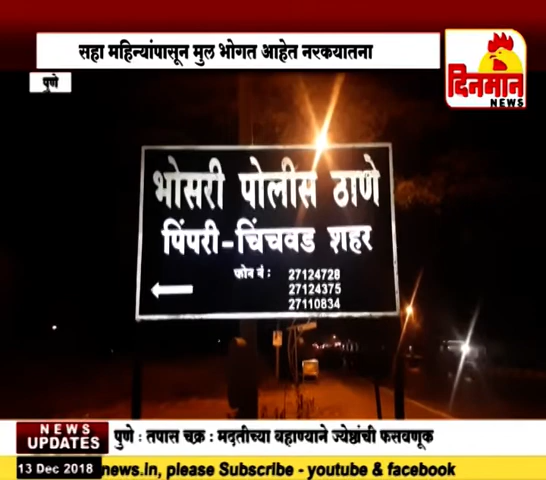 सहा महिन्यांपासून मुल भोगत आहेत नरकयातना
पुणे
दिनमान
NEWS
भोसरी पोलीस ठाणे
पिंपरी-चिंचवड शहर
फोन नं : 27124728
27124375
27110834
NEWS
UPDATES
पुणे : तपास चक्र : मदतीच्या बहाण्याने ज्येष्ठांची फसवणूक
13 Dec 2018
news.in, please Subscribe - youtube & facebook